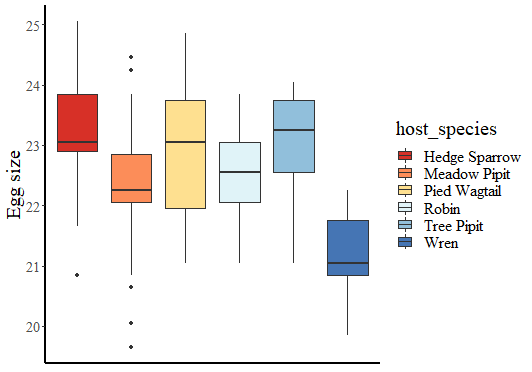 25
24
23
22
21
20
Egg size
host_species
Hedge Sparrow
Meadow Pipit
Pied Wagtail
Robin
Tree Pipit
Wren